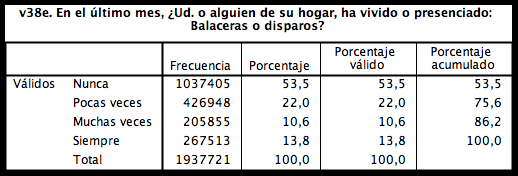 v38e. En el último mes, ¿Ud. o alguien de su hogar, ha vivido o presenciado:
Balaceras o disparos?
Frecuencia Porcentaje Porcentaje válido Porcentaje acumulado
Válidos Nunca 1037405 53,5 53,5 53,5
Pocas veces 426948 22,0 22,0 75,6
Muchas veces 205855 10,6 10,6 86,2
Siempre 267513 13,8 13,8 100,0
Total 1937721 100,0 100,0